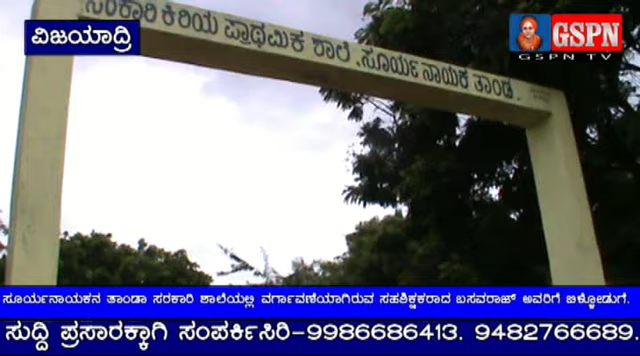 ವಿಜಯಾದ್ರಿ
GSPN
GSPN TV
ಸರಕಾರಿ ಕಿರಿಯ ಪ್ರಾಥಮಿಕ ಶಾಲೆ . ಸೂರ್ಯನಾಯಕ ತಾಂಡ .
ಸೂರ್ಯನಾಯಕನ ತಾಂಡಾ ಸರಕಾರಿ ಶಾಲೆಯಲ್ಲಿ ವರ್ಗಾವಣೆಯಾಗಿರುವ ಸಹಶಿಕ್ಷಕರಾದ ಬಸವರಾಜ್ ಅವರಿಗೆ ಬಿಳ್ಕೋಡುಗೆ.
ಸುದ್ದಿ ಪ್ರಸಾರಕ್ಕಾಗಿ ಸಂಪರ್ಕಿಸಿರಿ-9986686413. 9482766689.